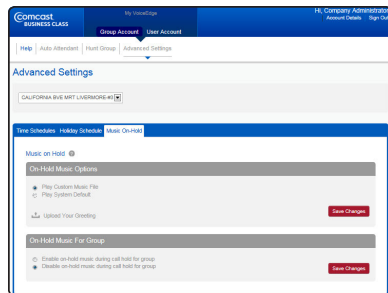 comcast
BUSINESS CLASS
My VoiceEdge
Hi, Company Administrator
Account Details Sign Out
Group Account User Account
Help Auto Attendant Hunt Group Advanced Settings
Advanced Settings
CALIFORNIA BVE MRT LIVERMORE-#0
Time Schedules Holiday Schedule Music On-Hold
Music on Hold ?
On-Hold Music Options
Play Custom Music File
Play System Default
Upload Your Greeting
Save Changes
On-Hold Music For Group
Enable on-hold music during call hold for group
Disable on-hold music during call hold for group
Save Changes